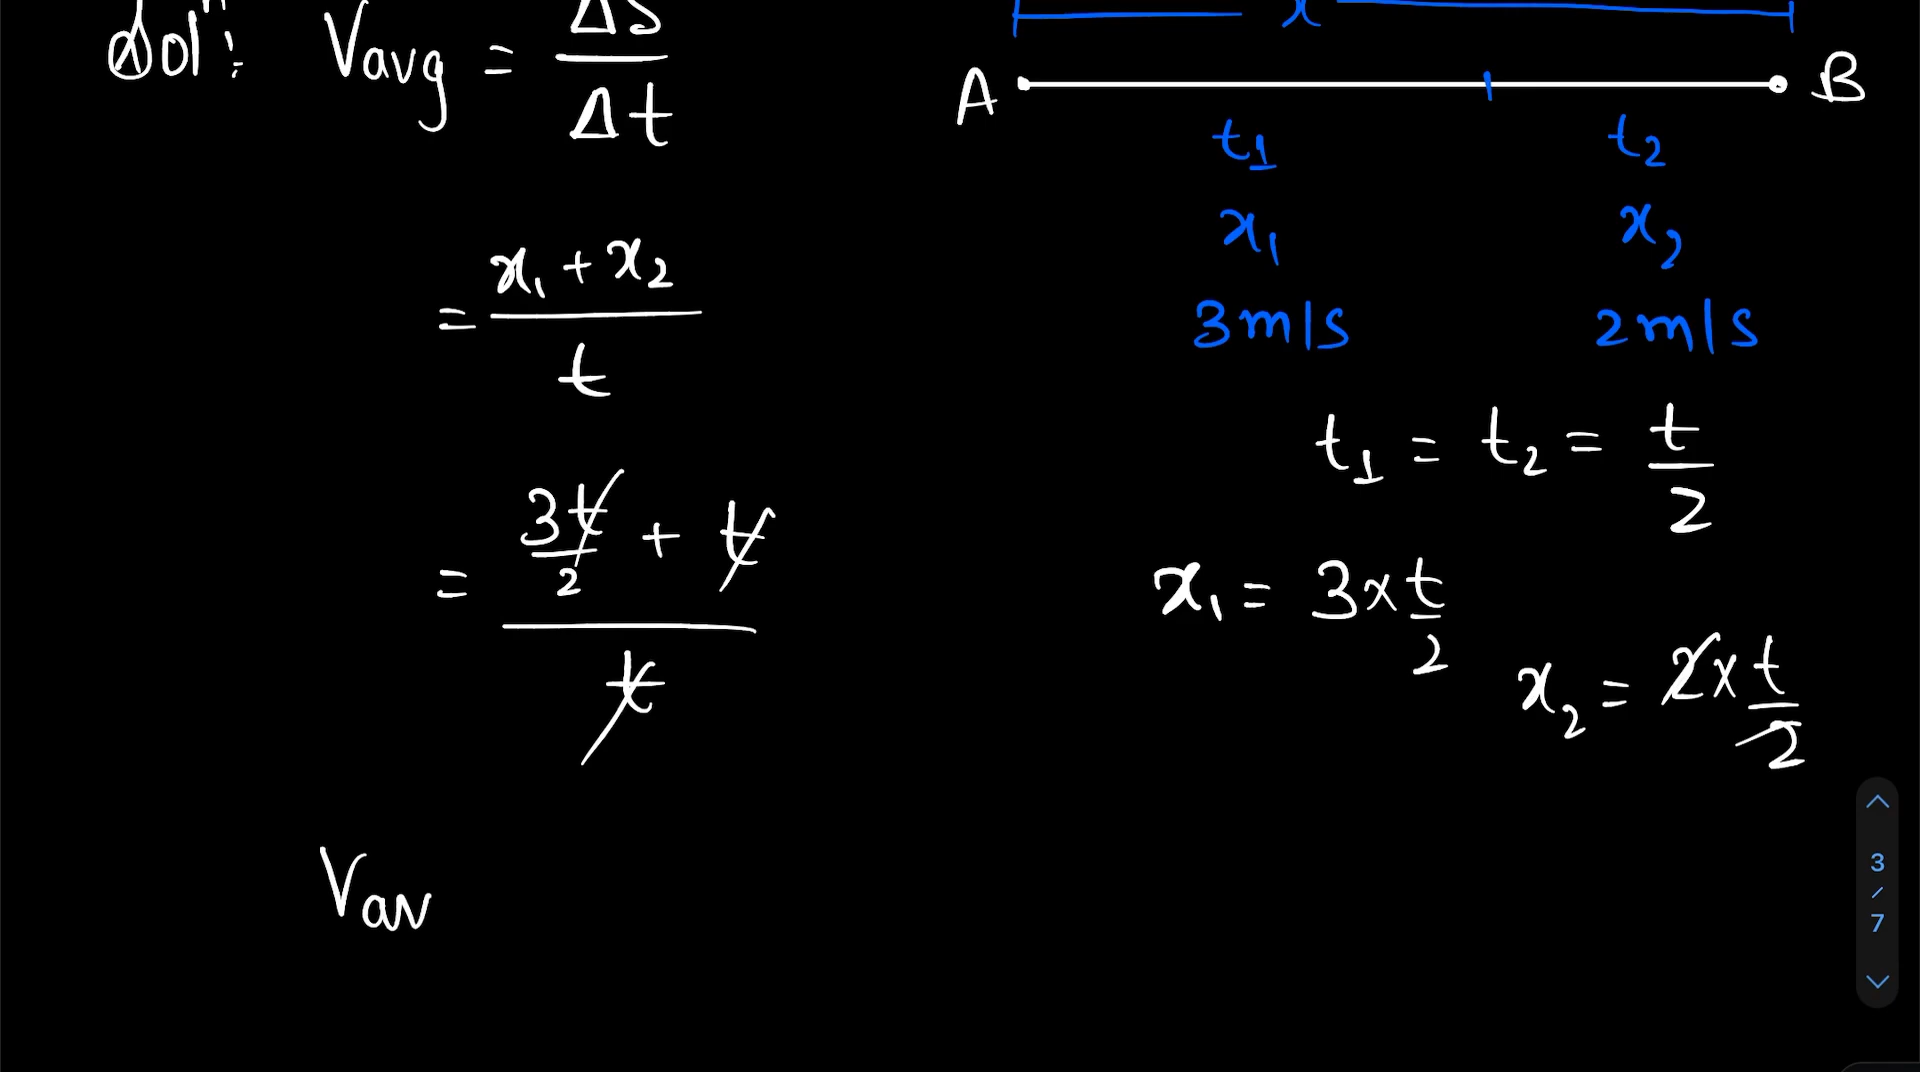 Solⁿ: Vavg = Δs / Δt
= x₁ + x₂ / t
= 3t/2 + t / t
Vav
x
A B
t₁ t₂
x₁ x₂
3m/s 2m/s
t₁ = t₂ = t/2
x₁ = 3 × t/2
x₂ = 2 × t/2
3
/
7